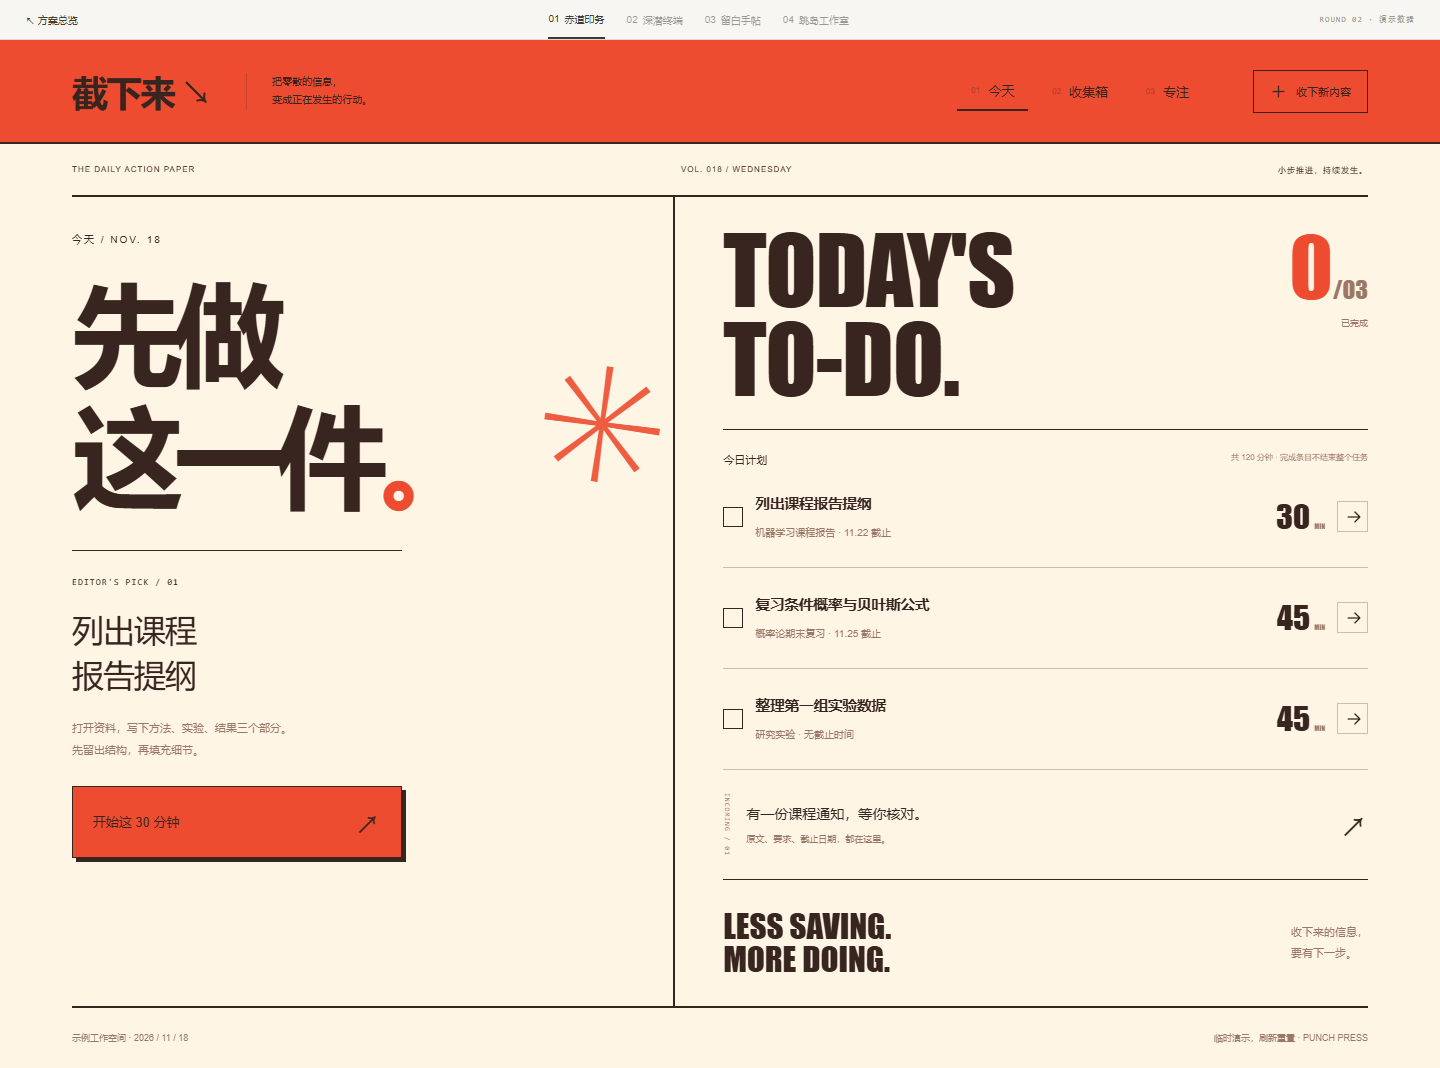 ↖ 方案总览
01 赤道印务
02 深潜终端
03 留白手帖
04 跳岛工作室
ROUND 02 · 演示数据
截下来 ↘
把零散的信息，
变成正在发生的行动。
01 今天
02 收集箱
03 专注
+ 收下新内容
THE DAILY ACTION PAPER
VOL. 018 / WEDNESDAY
小步推进，持续发生。
今天 / NOV. 18
先做
这一件。
EDITOR'S PICK / 01
列出课程
报告提纲
打开资料，写下方法、实验、结果三个部分。
先留出结构，再填充细节。
开始这 30 分钟 ↗
TODAY'S
TO-DO.
0/03
已完成
今日计划
共 120 分钟 · 完成条目不结束整个任务
列出课程报告提纲
机器学习课程报告 · 11.22 截止
30 MIN →
复习条件概率与贝叶斯公式
概率论期末复习 · 11.25 截止
45 MIN →
整理第一组实验数据
研究实验 · 无截止时间
45 MIN →
INCOMING / 01
有一份课程通知，等你核对。
原文、要求、截止日期，都在这里。
↗
LESS SAVING.
MORE DOING.
收下来的信息，
要有下一步。
示例工作空间 · 2026 / 11 / 18
临时演示，刷新重置 · PUNCH PRESS